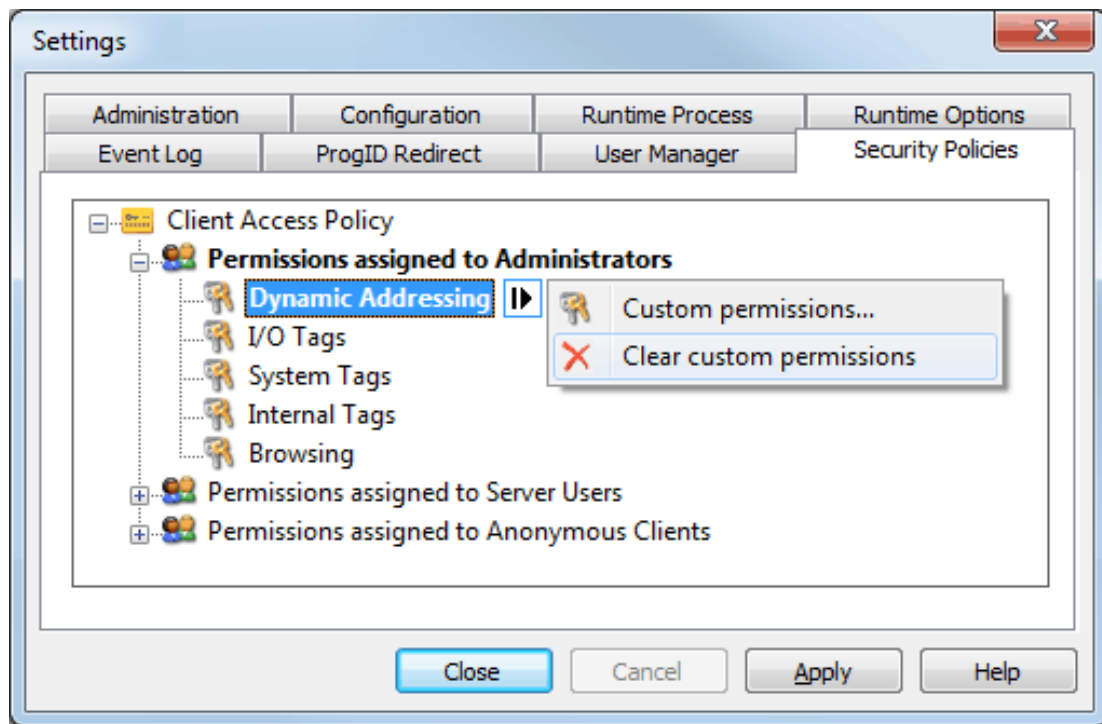 Settings
Administration
Configuration
Runtime Process
Runtime Options
Event Log
ProgID Redirect
User Manager
Security Policies
Client Access Policy
Permissions assigned to Administrators
Dynamic Addressing
Custom permissions...
Clear custom permissions
I/O Tags
System Tags
Internal Tags
Browsing
Permissions assigned to Server Users
Permissions assigned to Anonymous Clients
Close
Cancel
Apply
Help